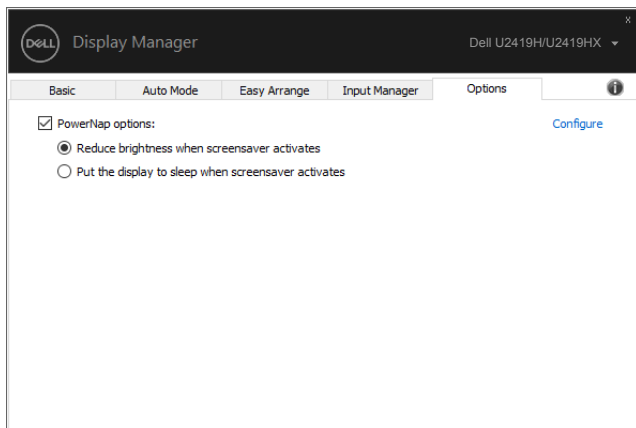 x
DELL Display Manager Dell U2419H/U2419HX
Basic Auto Mode Easy Arrange Input Manager Options
PowerNap options: Configure
Reduce brightness when screensaver activates
Put the display to sleep when screensaver activates